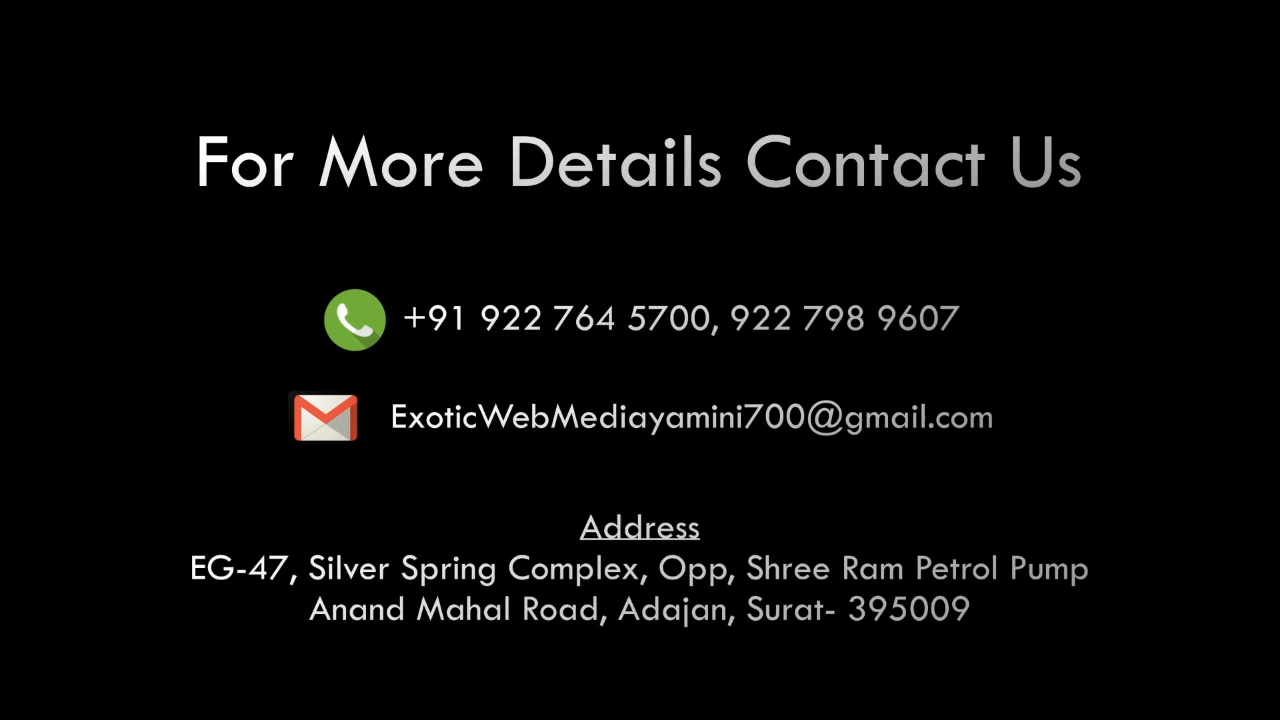 For More Details Contact Us
+91 922 764 5700, 922 798 9607
ExoticWebMediayamini700@gmail.com
Address
EG-47, Silver Spring Complex, Opp, Shree Ram Petrol Pump
Anand Mahal Road, Adajan, Surat- 395009